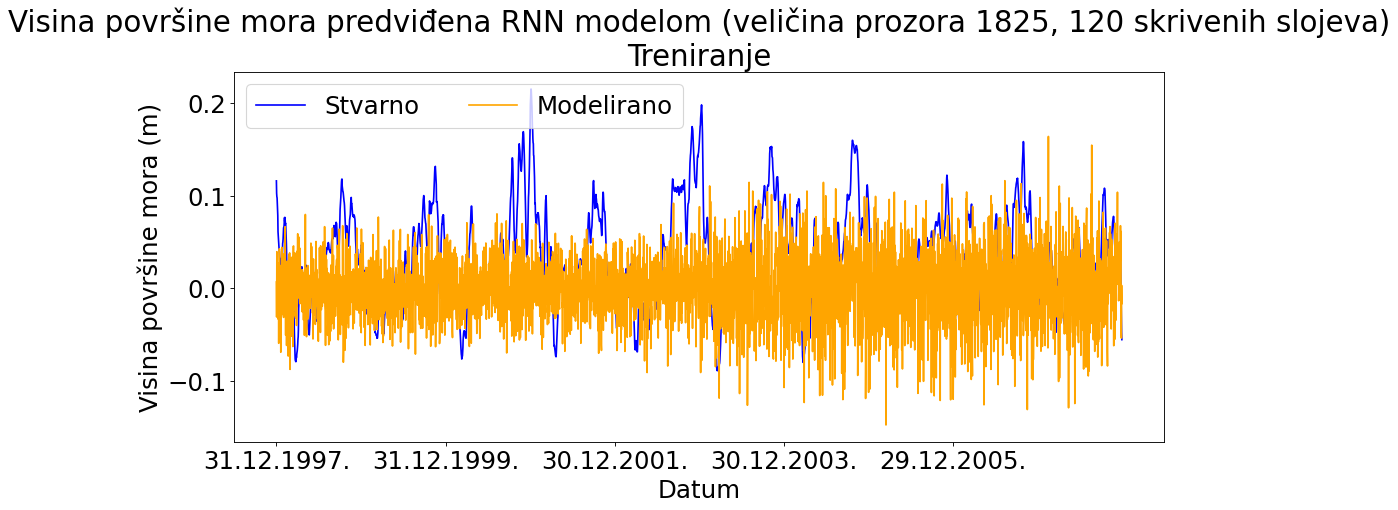 Visina površine mora predviđena RNN modelom (veličina prozora 1825, 120 skrivenih slojeva)
Treniranje
Stvarno
Modelirano
Visina površine mora (m)
0.2
0.1
0.0
−0.1
31.12.1997.
31.12.1999.
30.12.2001.
30.12.2003.
29.12.2005.
Datum